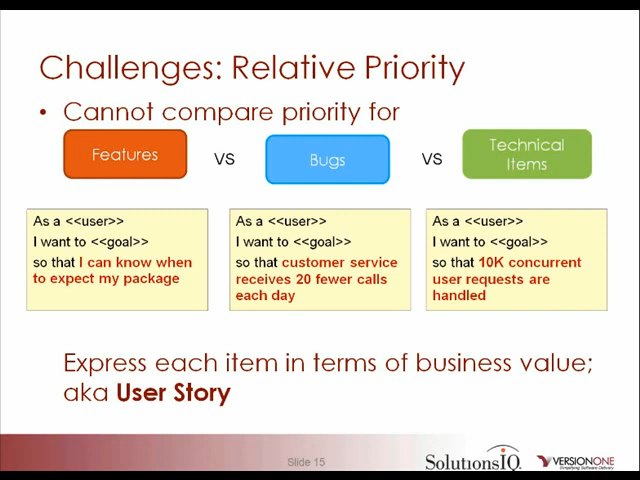 Challenges: Relative Priority
• Cannot compare priority for
Features vs Bugs vs Technical Items
As a <<user>>
I want to <<goal>>
so that I can know when
to expect my package
As a <<user>>
I want to <<goal>>
so that customer service
receives 20 fewer calls
each day
As a <<user>>
I want to <<goal>>
so that 10K concurrent
user requests are
handled
Express each item in terms of business value;
aka User Story
Slide 15
SolutionsIQ
VERSIONONE
Simplifying Software Delivery